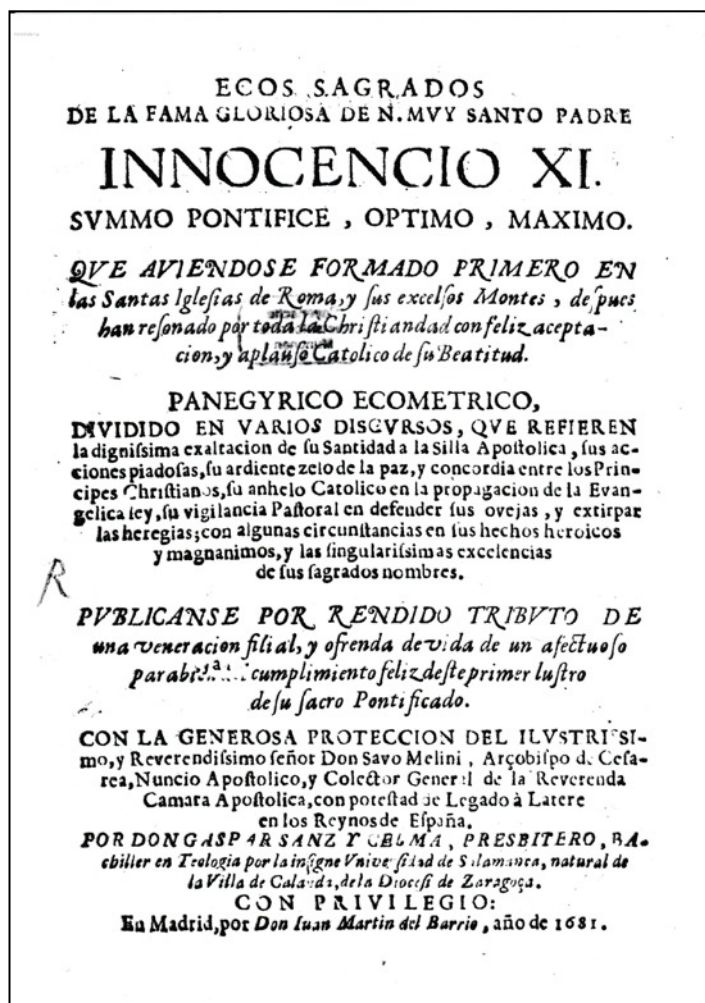 ECOS SAGRADOS
DE LA FAMA GLORIOSA DE N. MVY SANTO PADRE
INNOCENCIO XI.
SVMMO PONTIFICE, OPTIMO, MAXIMO.
QVE AVIENDOSE FORMADO PRIMERO EN
las Santas Iglesias de Roma, y sus excelsos Montes, despues
han resonado por toda la Christiandad con feliz acepta-
cion, y aplauso Catolico de su Beatitud.
PANEGYRICO ECOMETRICO,
DIVIDIDO EN VARIOS DISCVRSOS, QVE REFIEREN
la dignissima exaltacion de su Santidad a la Silla Apostolica, sus ac-
ciones piadosas, su ardiente zelo de la paz, y concordia entre los Prin-
cipes Christianos, su anhelo Catolico en la propagacion de la Evan-
gelica ley, su vigilancia Pastoral en defender sus ovejas, y extirpar
las heregias; con algunas circunstancias en sus hechos heroicos
y magnanimos, y las singularissimas excelencias
de sus sagrados nombres.
R
PVBLICANSE POR RENDIDO TRIBVTO DE
una veneracion filial, y ofrenda devida de un afectuoso
cumplimiento feliz deste primer lustro
de su sacro Pontificado.
CON LA GENEROSA PROTECCION DEL ILVSTRISSI-
mo, y Reverendissimo señor Don Savo Melini, Arçobispo de Cesa-
rea, Nuncio Apostolico, y Colector General de la Reverenda
Camara Apostolica, con potestad de Legado à Latere
en los Reynos de España.
POR DON GASPAR SANZ Y CELMA, PRESBITERO, BA-
chiller en Teologia por la insigne Vniversidad de Salamanca, natural de
la Villa de Calanda, de la Diocesi de Zaragoça.
CON PRIVILEGIO:
En Madrid, por Don Iuan Martin del Barrio, año de 1681.